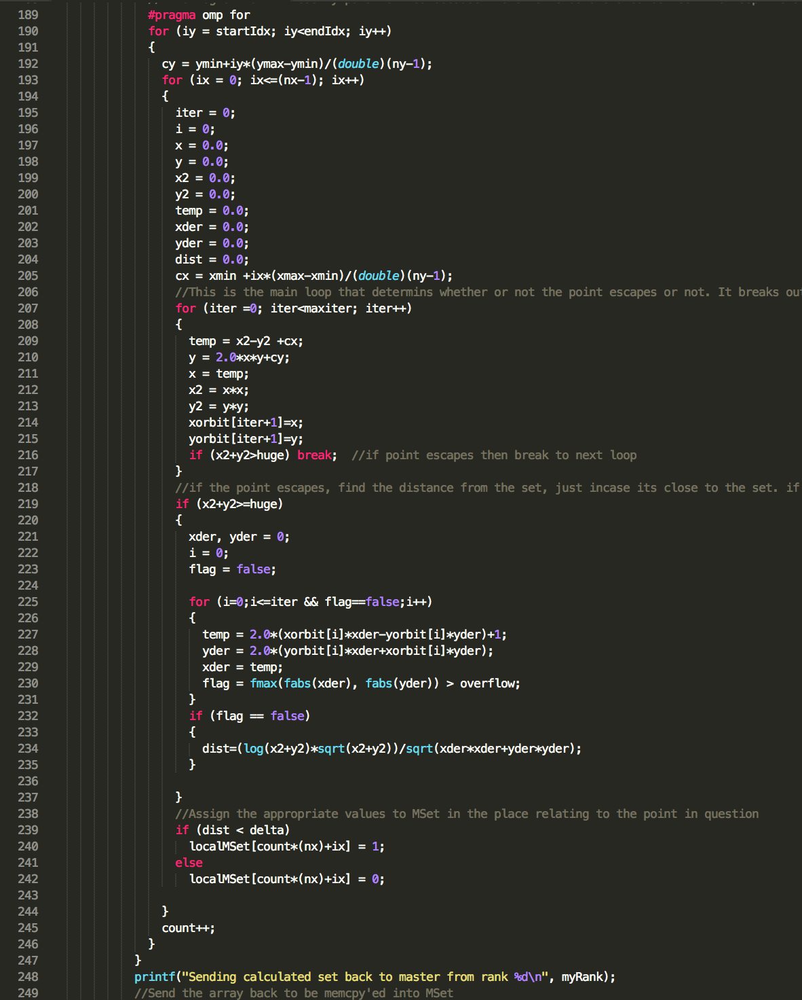 189 #pragma omp for
190 for (iy = startIdx; iy<endIdx; iy++)
191 {
192 cy = ymin+iy*(ymax-ymin)/(double)(ny-1);
193 for (ix = 0; ix<=(nx-1); ix++)
194 {
195 iter = 0;
196 i = 0;
197 x = 0.0;
198 y = 0.0;
199 x2 = 0.0;
200 y2 = 0.0;
201 temp = 0.0;
202 xder = 0.0;
203 yder = 0.0;
204 dist = 0.0;
205 cx = xmin +ix*(xmax-xmin)/(double)(ny-1);
206 //This is the main loop that determins whether or not the point escapes or not. It breaks out
207 for (iter =0; iter<maxiter; iter++)
208 {
209 temp = x2-y2 +cx;
210 y = 2.0*x*y+cy;
211 x = temp;
212 x2 = x*x;
213 y2 = y*y;
214 xorbit[iter+1]=x;
215 yorbit[iter+1]=y;
216 if (x2+y2>huge) break; //if point escapes then break to next loop
217 }
218 //if the point escapes, find the distance from the set, just incase its close to the set. if
219 if (x2+y2>=huge)
220 {
221 xder, yder = 0;
222 i = 0;
223 flag = false;
224
225 for (i=0;i<=iter && flag==false;i++)
226 {
227 temp = 2.0*(xorbit[i]*xder-yorbit[i]*yder)+1;
228 yder = 2.0*(yorbit[i]*xder+xorbit[i]*yder);
229 xder = temp;
230 flag = fmax(fabs(xder), fabs(yder)) > overflow;
231 }
232 if (flag == false)
233 {
234 dist=(log(x2+y2)*sqrt(x2+y2))/sqrt(xder*xder+yder*yder);
235 }
236
237 }
238 //Assign the appropriate values to MSet in the place relating to the point in question
239 if (dist < delta)
240 localMSet[count*(nx)+ix] = 1;
241 else
242 localMSet[count*(nx)+ix] = 0;
243
244 }
245 count++;
246 }
247 }
248 printf("Sending calculated set back to master from rank %d\n", myRank);
249 //Send the array back to be memcpy'ed into MSet